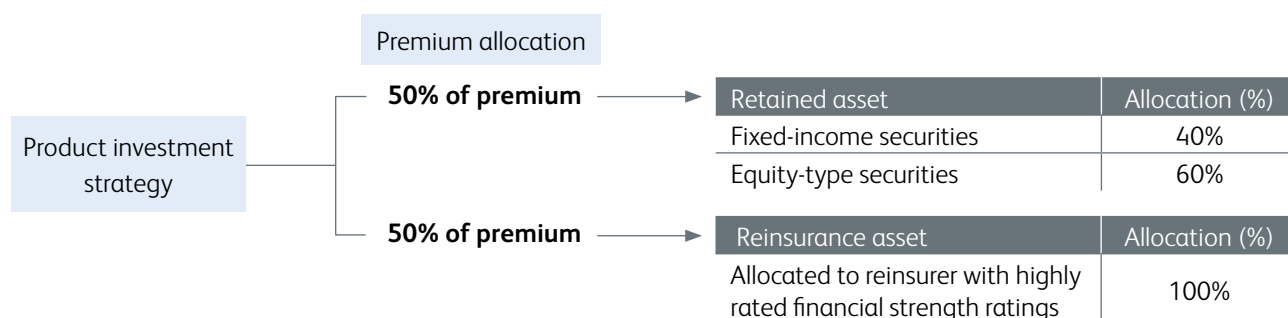 Premium allocation
Product investment
strategy
50% of premium
Retained asset Allocation (%)
Fixed-income securities 40%
Equity-type securities 60%
50% of premium
Reinsurance asset Allocation (%)
Allocated to reinsurer with highly
rated financial strength ratings 100%